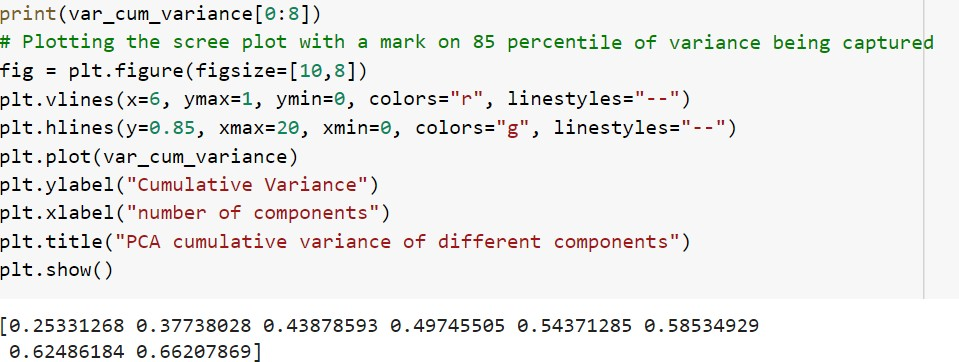 print(var_cum_variance[0:8])
# Plotting the scree plot with a mark on 85 percentile of variance being captured
fig = plt.figure(figsize=[10,8])
plt.vlines(x=6, ymax=1, ymin=0, colors="r", linestyles="--")
plt.hlines(y=0.85, xmax=20, xmin=0, colors="g", linestyles="--")
plt.plot(var_cum_variance)
plt.ylabel("Cumulative Variance")
plt.xlabel("number of components")
plt.title("PCA cumulative variance of different components")
plt.show()
[0.25331268 0.37738028 0.43878593 0.49745505 0.54371285 0.58534929
0.62486184 0.66207869]